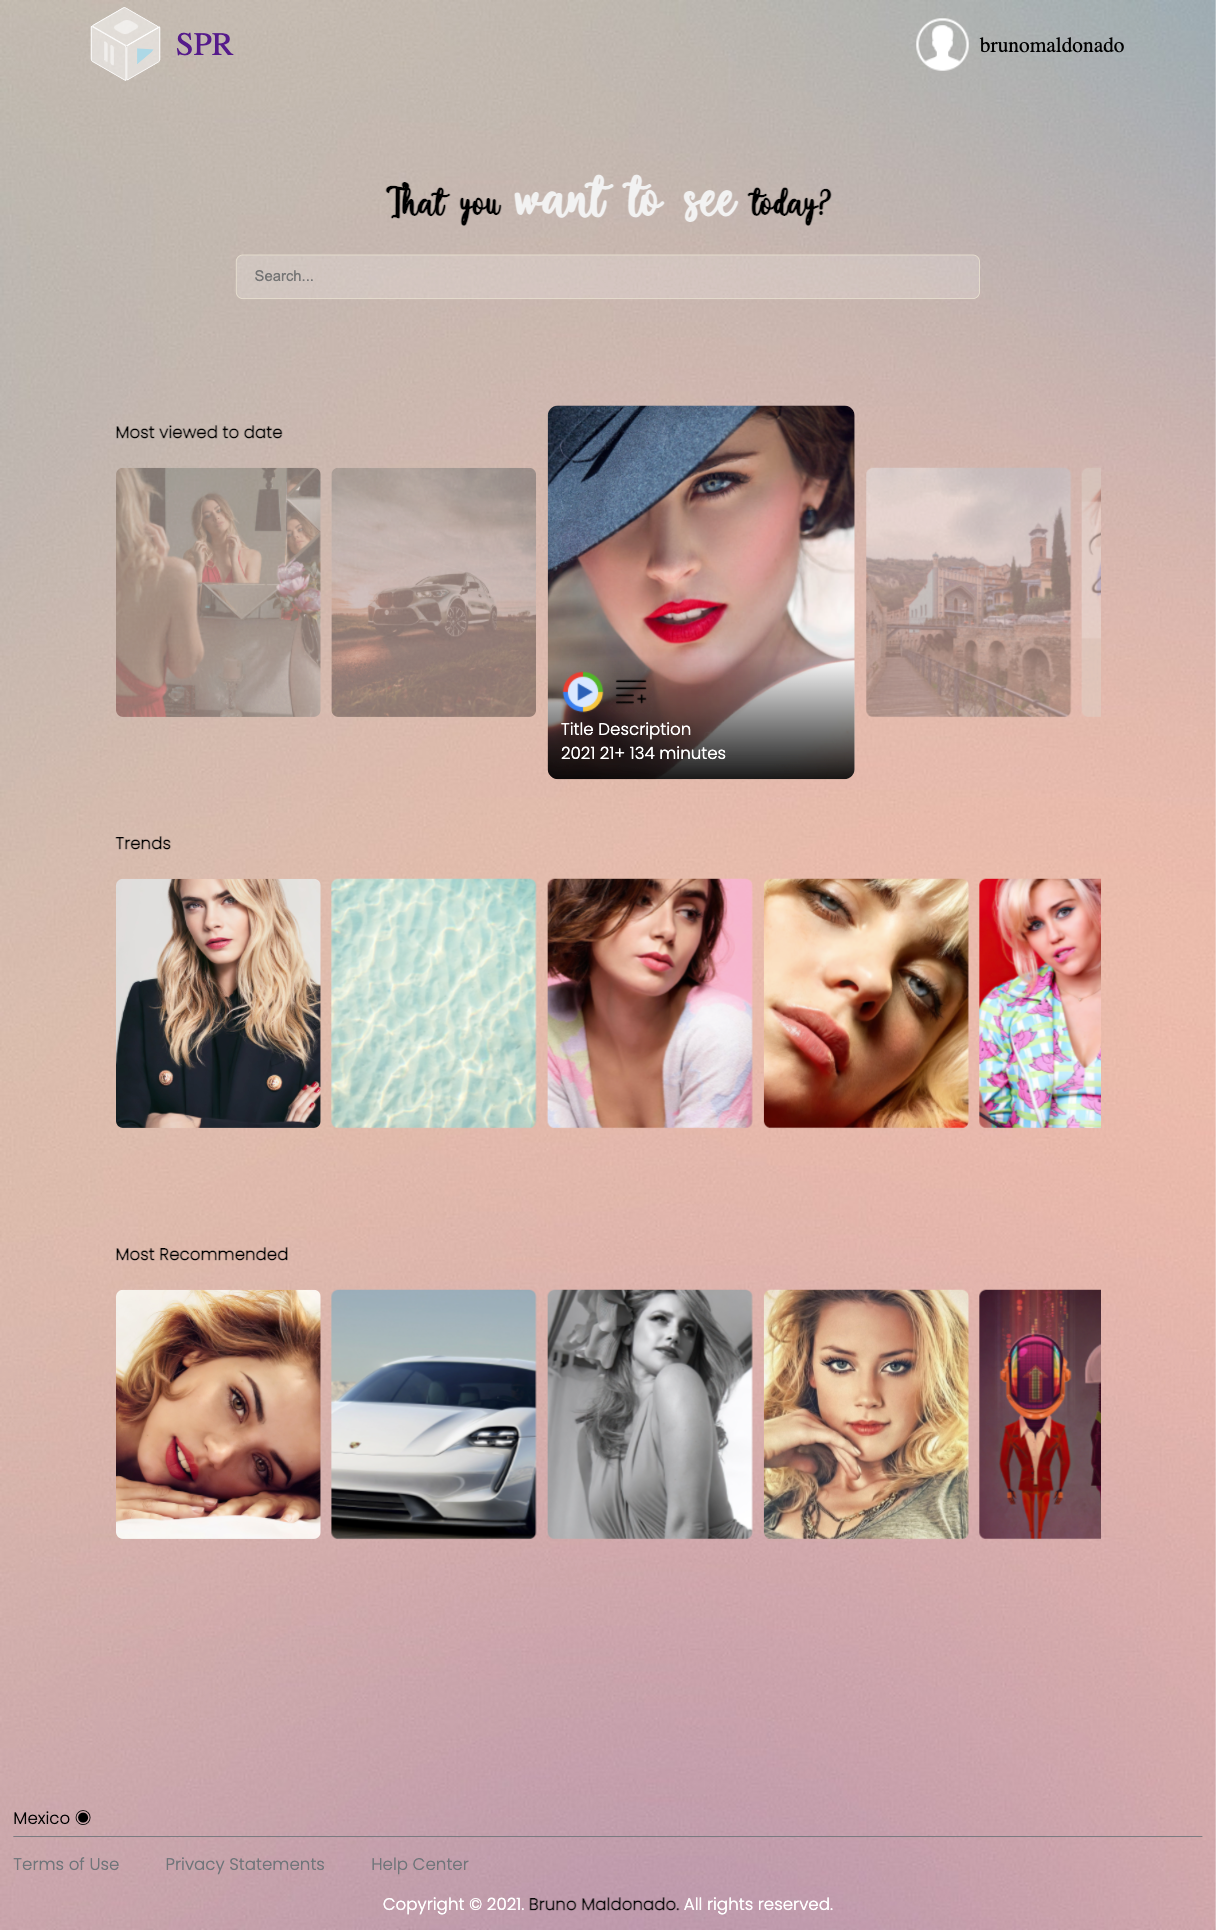 SPR
brunomaldonado
That you want to see today?
Search...
Most viewed to date
Title Description
2021 21+ 134 minutes
Trends
Most Recommended
Mexico
Terms of Use Privacy Statements Help Center
Copyright © 2021. Bruno Maldonado. All rights reserved.